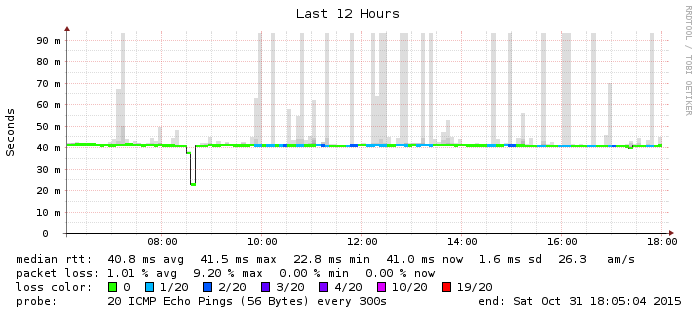 Last 12 Hours
RRDTOOL / TOBI OETIKER
Seconds
90 m
80 m
70 m
60 m
50 m
40 m
30 m
20 m
10 m
0
08:00 10:00 12:00 14:00 16:00 18:00
median rtt: 40.8 ms avg 41.5 ms max 22.8 ms min 41.0 ms now 1.6 ms sd 26.3 am/s
packet loss: 1.01 % avg 9.20 % max 0.00 % min 0.00 % now
loss color: 0 1/20 2/20 3/20 4/20 10/20 19/20
probe: 20 ICMP Echo Pings (56 Bytes) every 300s end: Sat Oct 31 18:05:04 2015